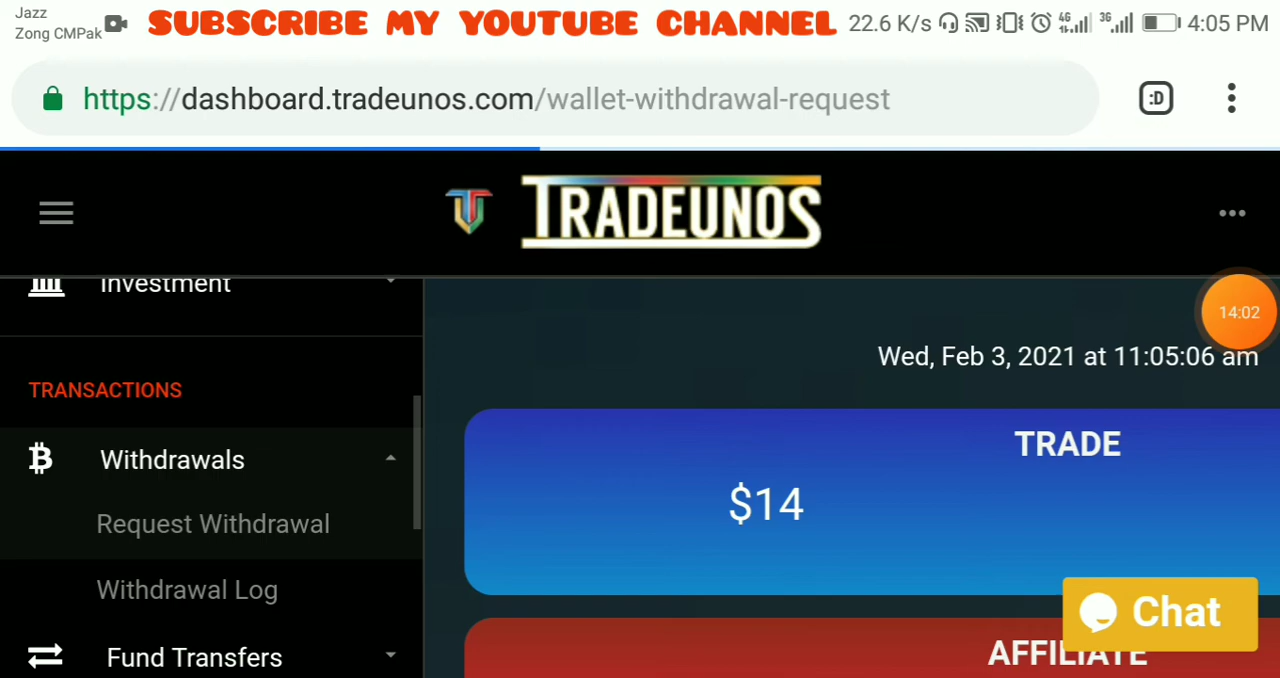 Jazz
Zong CMPak
SUBSCRIBE MY YOUTUBE CHANNEL
22.6 K/s 4G 3G 4:05 PM
https://dashboard.tradeunos.com/wallet-withdrawal-request
:D
TRADEUNOS
Investment
14:02
Wed, Feb 3, 2021 at 11:05:06 am
TRANSACTIONS
Withdrawals
Request Withdrawal
Withdrawal Log
Fund Transfers
TRADE
$14
Chat
AFFILIATE